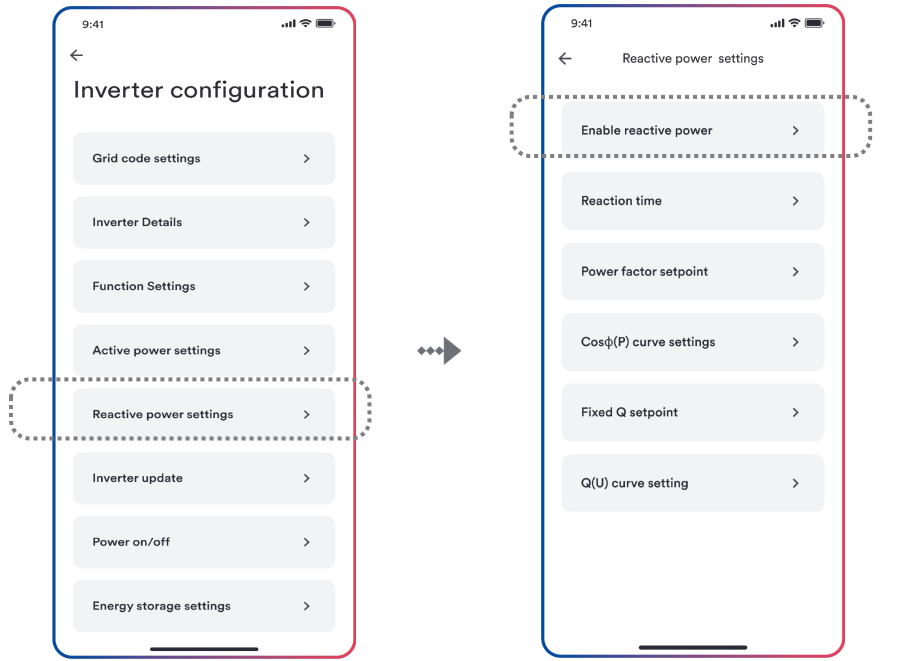 9:41
Inverter configuration
Grid code settings
Inverter Details
Function Settings
Active power settings
Reactive power settings
Inverter update
Power on/off
Energy storage settings
9:41
Reactive power settings
Enable reactive power
Reaction time
Power factor setpoint
Cosϕ(P) curve settings
Fixed Q setpoint
Q(U) curve setting